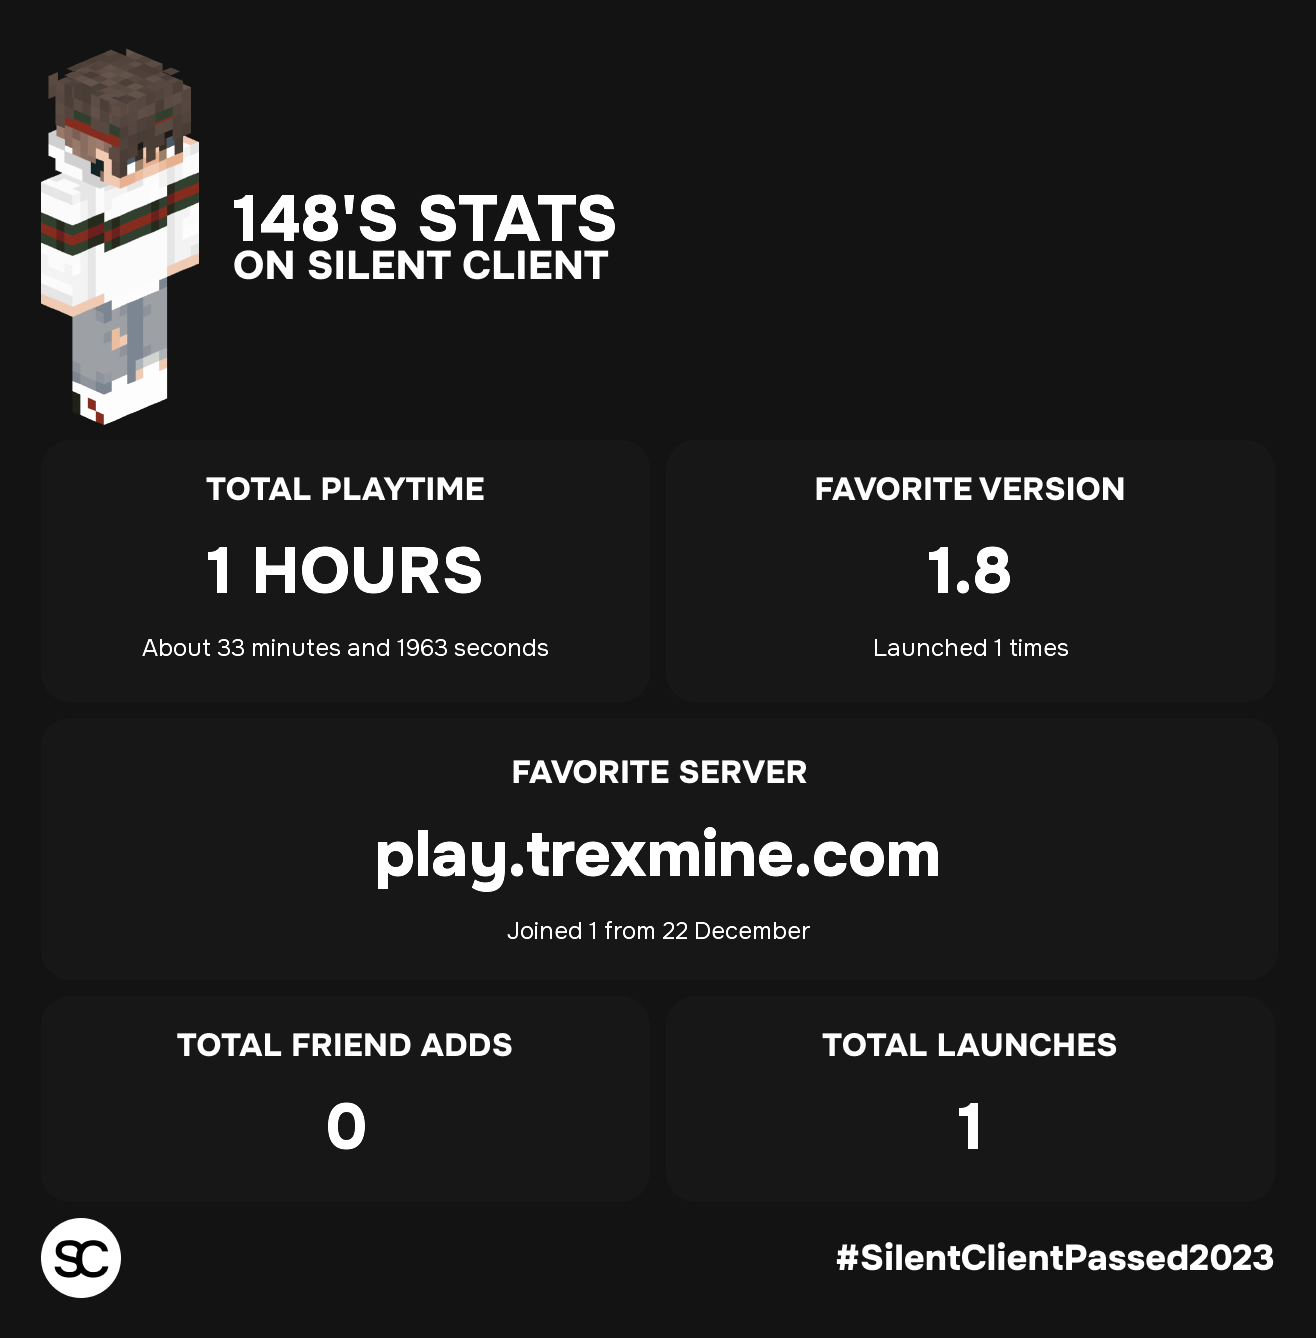 148'S STATS
ON SILENT CLIENT
TOTAL PLAYTIME
1 HOURS
About 33 minutes and 1963 seconds
FAVORITE VERSION
1.8
Launched 1 times
FAVORITE SERVER
play.trexmine.com
Joined 1 from 22 December
TOTAL FRIEND ADDS
0
TOTAL LAUNCHES
1
SC
#SilentClientPassed2023